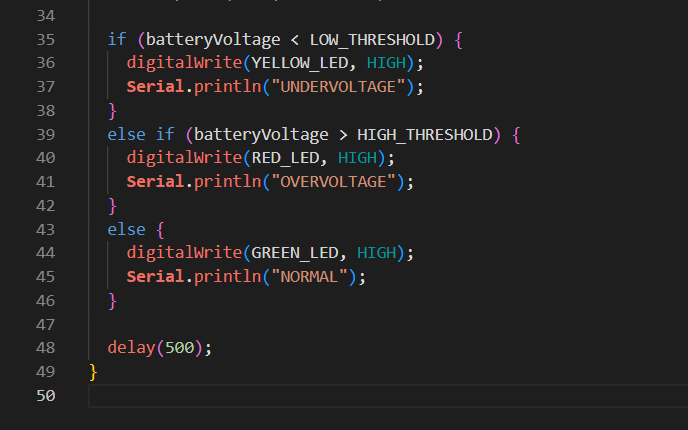 34
35 if (batteryVoltage < LOW_THRESHOLD) {
36 digitalWrite(YELLOW_LED, HIGH);
37 Serial.println("UNDERVOLTAGE");
38 }
39 else if (batteryVoltage > HIGH_THRESHOLD) {
40 digitalWrite(RED_LED, HIGH);
41 Serial.println("OVERVOLTAGE");
42 }
43 else {
44 digitalWrite(GREEN_LED, HIGH);
45 Serial.println("NORMAL");
46 }
47
48 delay(500);
49 }
50